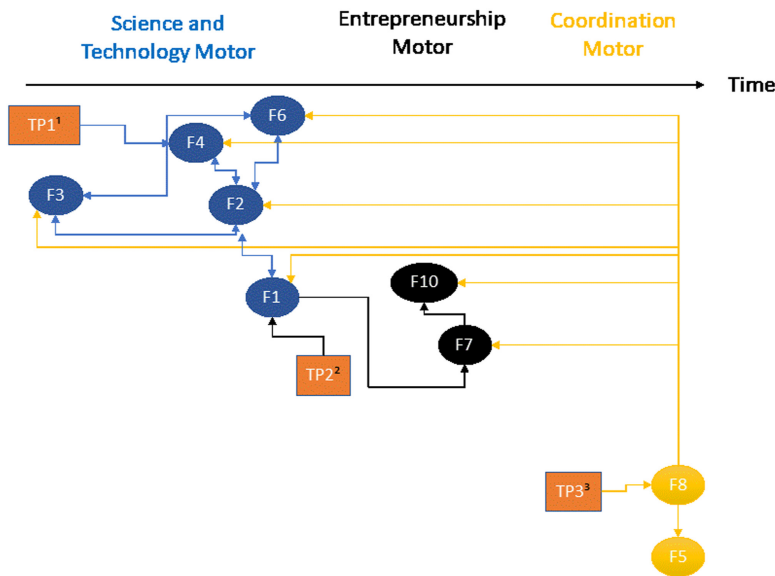 Science and
Technology Motor
Entrepreneurship
Motor
Coordination
Motor
Time
TP1¹
F6
F4
F3
F2
F1
F10
F7
TP2²
TP3³
F8
F5